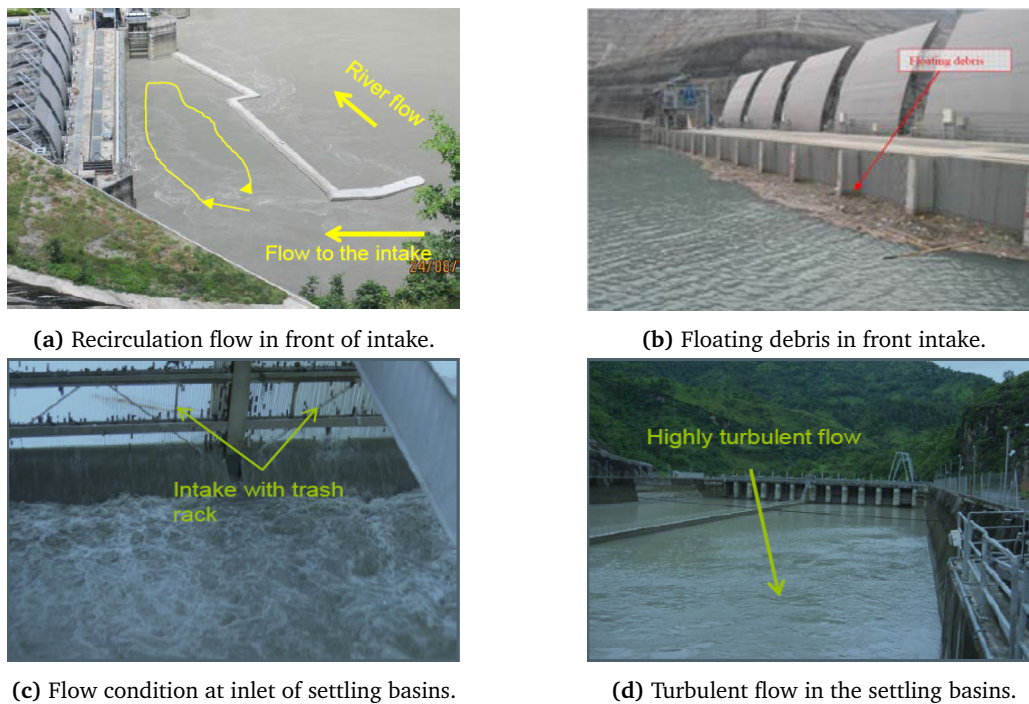 River flow
Flow to the intake
24/08/
Floating debris
(a) Recirculation flow in front of intake.
(b) Floating debris in front intake.
Intake with trash
rack
Highly turbulent flow
(c) Flow condition at inlet of settling basins.
(d) Turbulent flow in the settling basins.